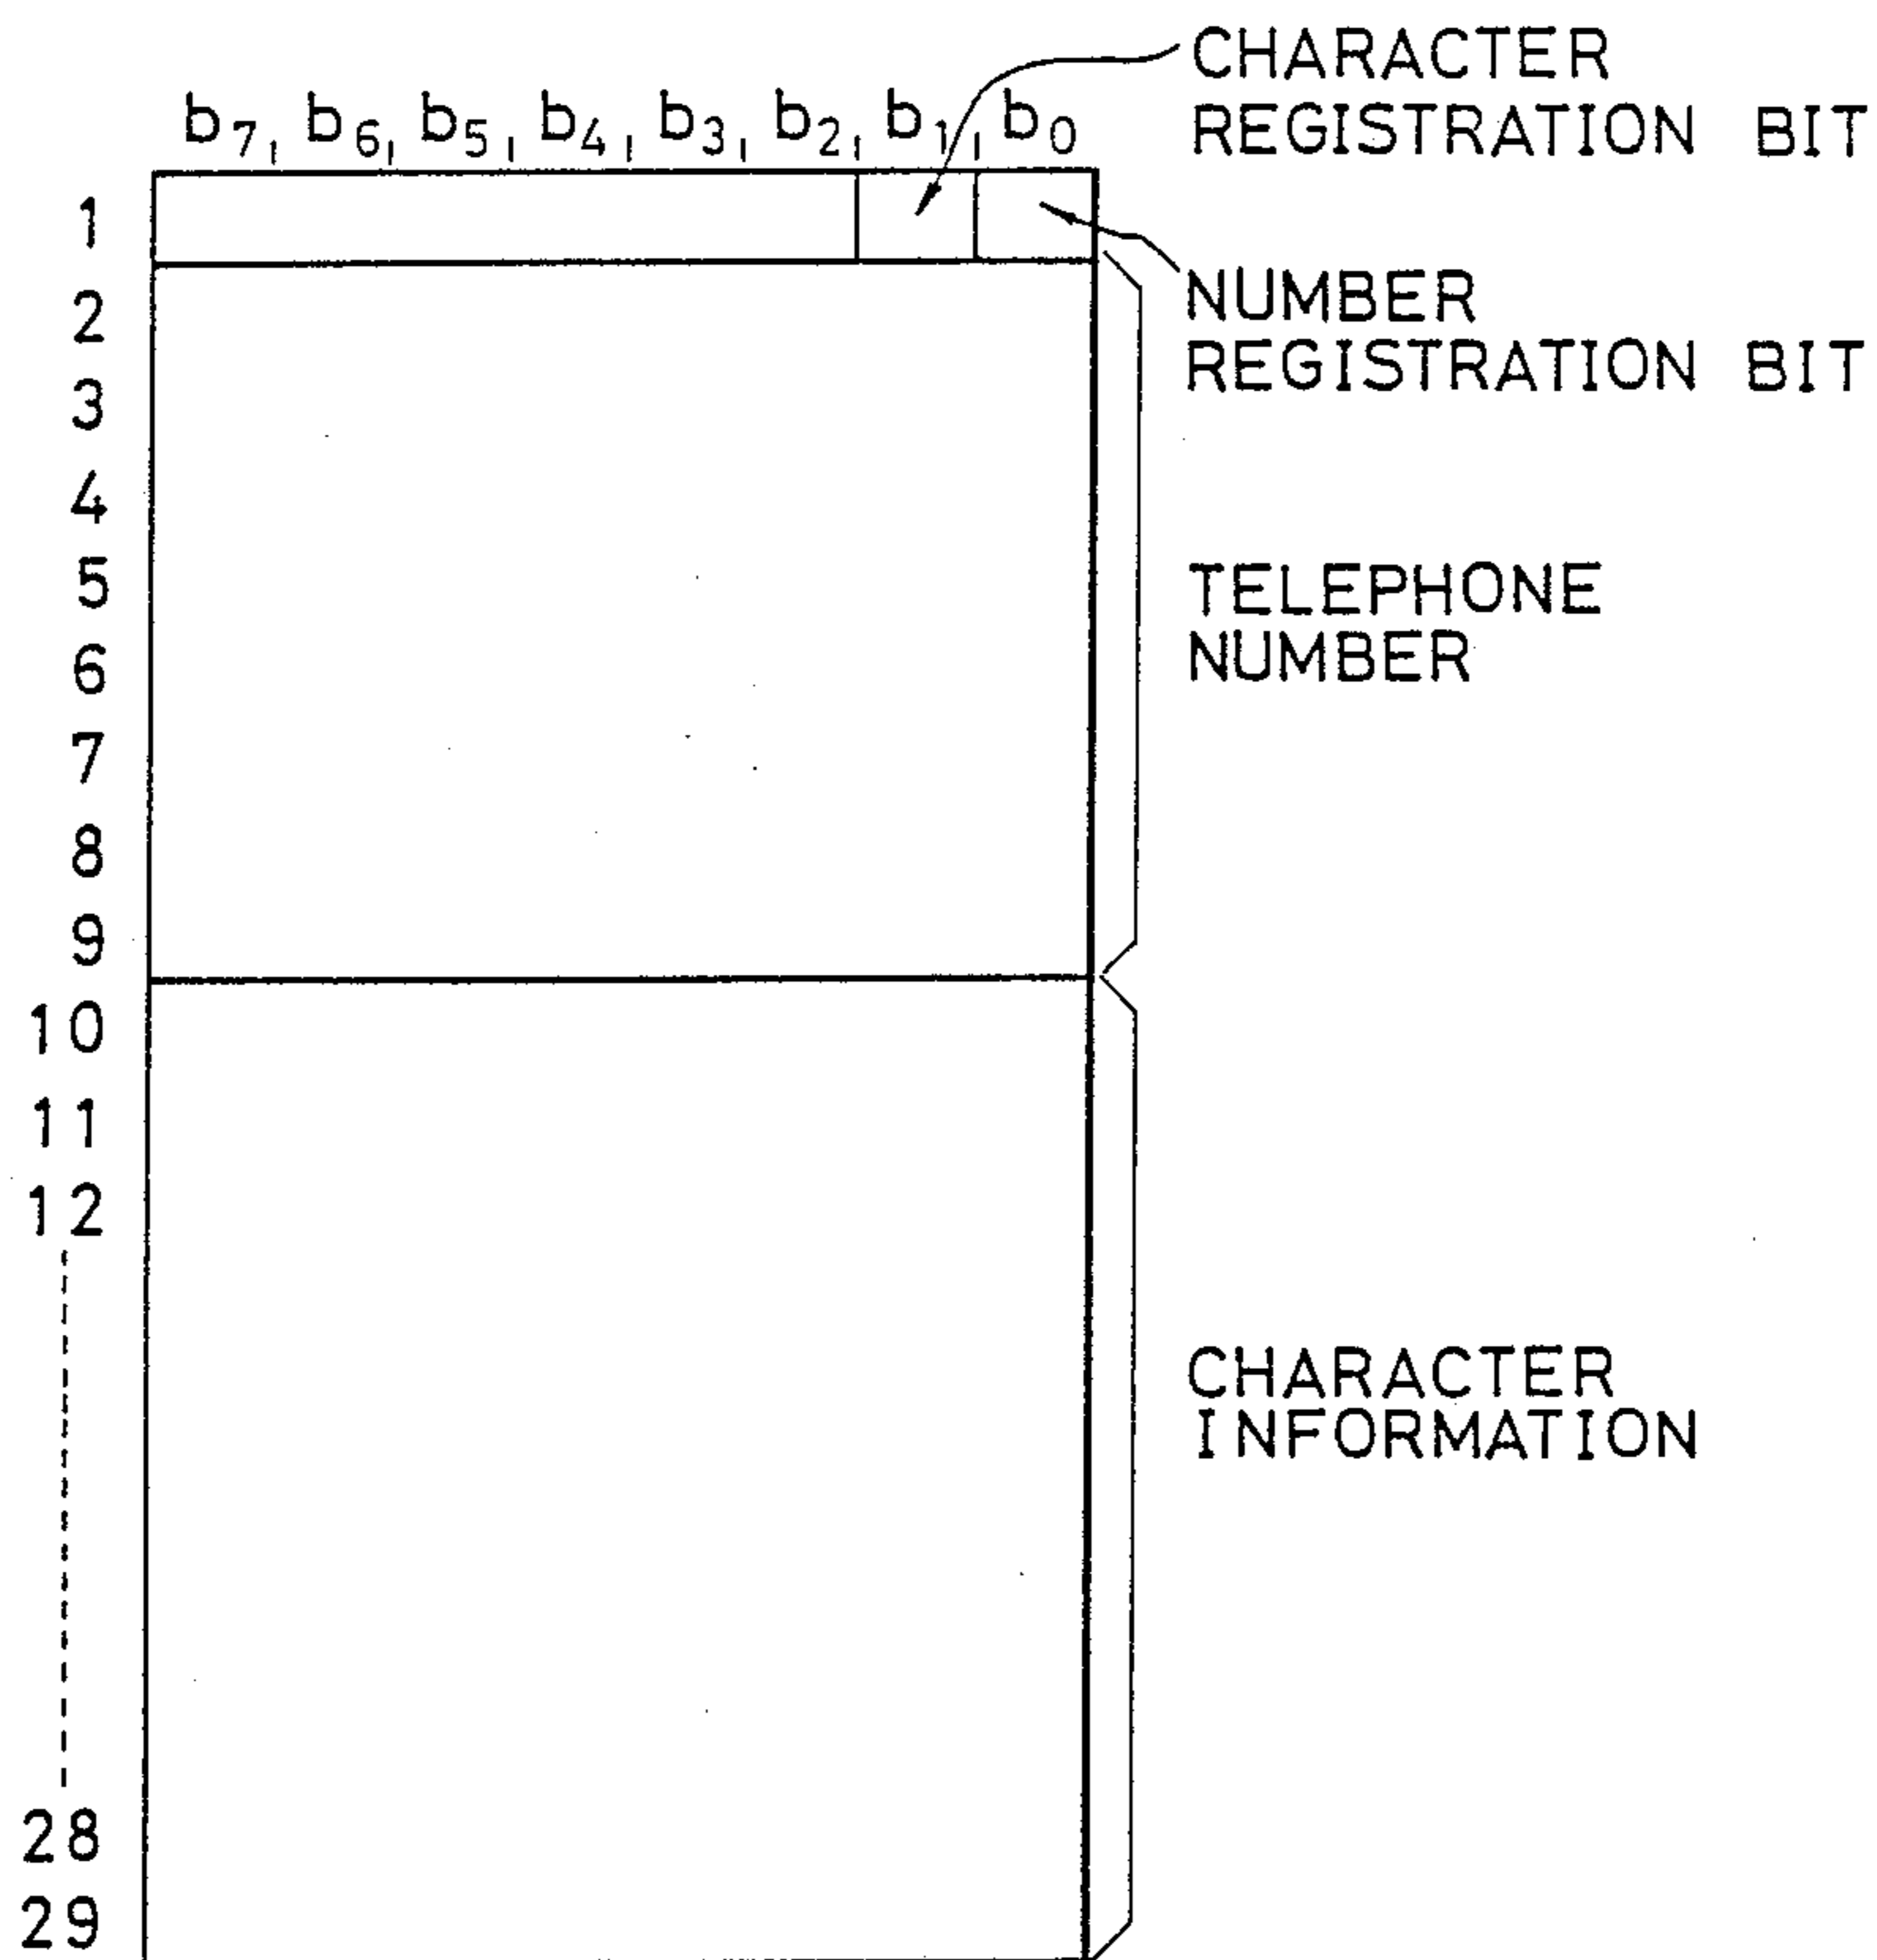 CHARACTER
REGISTRATION BIT
b7 b6 b5 b4 b3 b2 b1 b0
1
NUMBER
REGISTRATION BIT
2
3
4
5
TELEPHONE
NUMBER
6
7
8
9
10
11
12
CHARACTER
INFORMATION
28
29